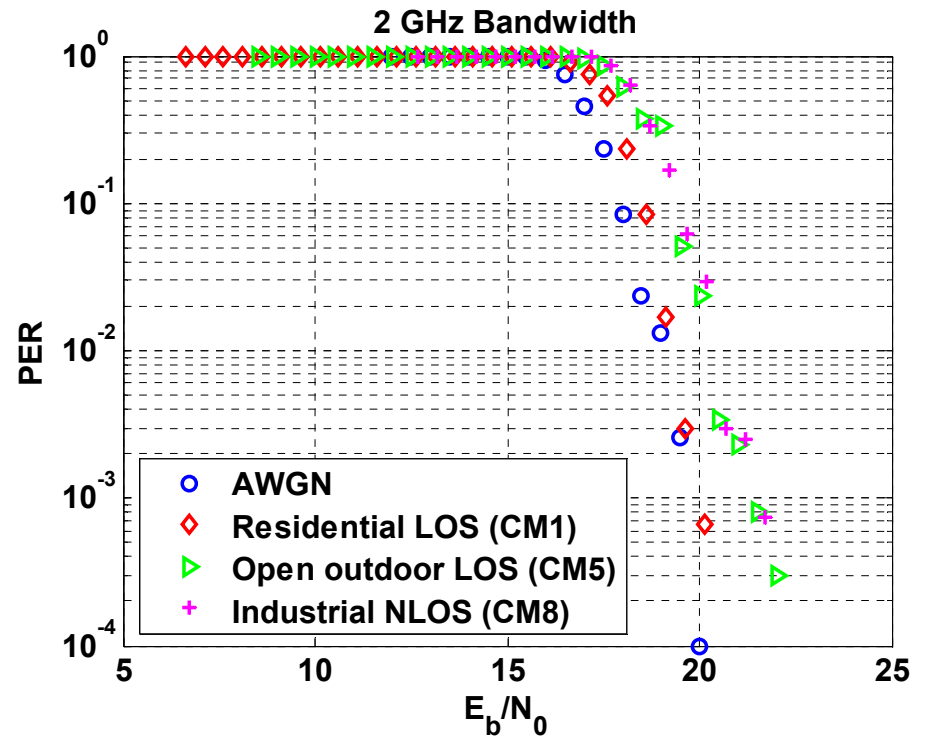 2 GHz Bandwidth
10^0
10^-1
10^-2
10^-3
10^-4
PER
AWGN
Residential LOS (CM1)
Open outdoor LOS (CM5)
Industrial NLOS (CM8)
5 10 15 20 25
E_b/N_0